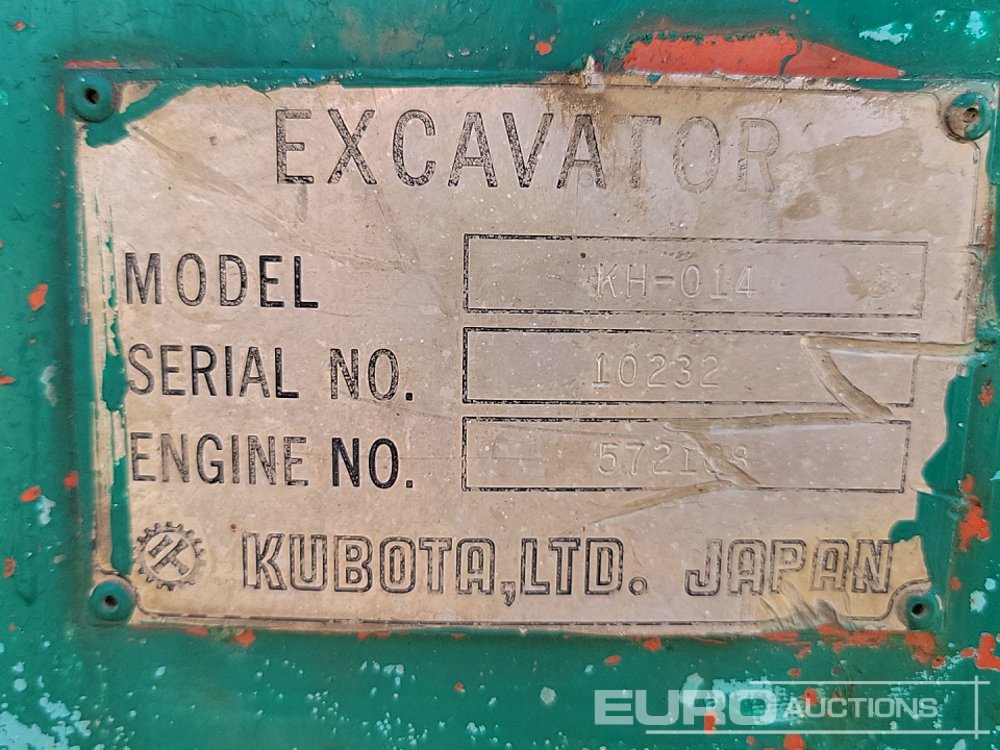 EXCAVATOR
MODEL KH-014
SERIAL NO. 10232
ENGINE NO.
KUBOTA,LTD. JAPAN
EURO AUCTIONS